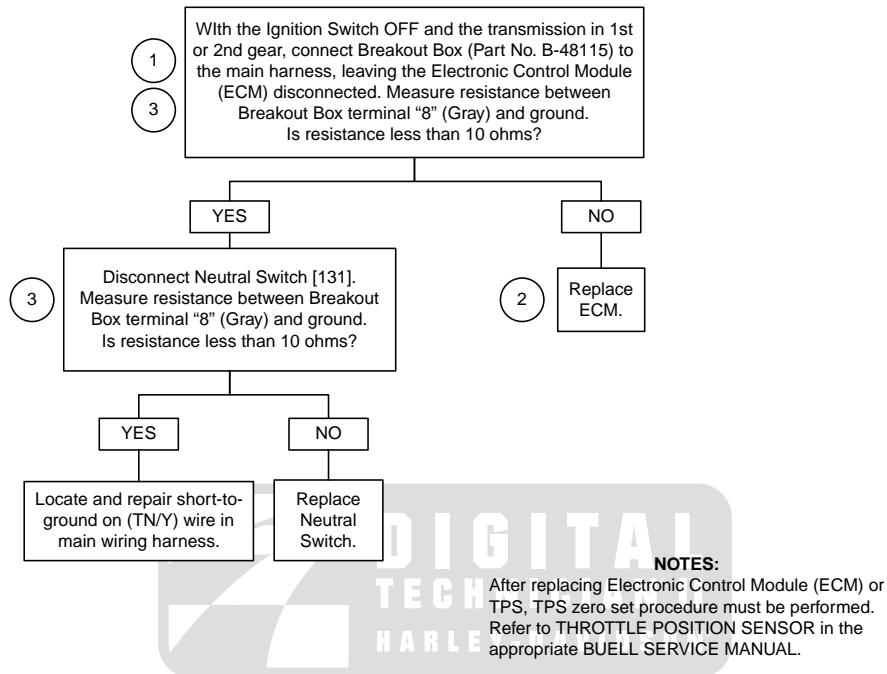 WIth the Ignition Switch OFF and the transmission in 1st
or 2nd gear, connect Breakout Box (Part No. B-48115) to
the main harness, leaving the Electronic Control Module
(ECM) disconnected. Measure resistance between
Breakout Box terminal “8” (Gray) and ground.
Is resistance less than 10 ohms?
1
3
YES
NO
3
Disconnect Neutral Switch [131].
Measure resistance between Breakout
Box terminal “8” (Gray) and ground.
Is resistance less than 10 ohms?
2
Replace
ECM.
YES
NO
Locate and repair short-to-
ground on (TN/Y) wire in
main wiring harness.
Replace
Neutral
Switch.
DIGITAL
TECHNICIAN II
HARLEY-DAVIDSON
NOTES:
After replacing Electronic Control Module (ECM) or
TPS, TPS zero set procedure must be performed.
Refer to THROTTLE POSITION SENSOR in the
appropriate BUELL SERVICE MANUAL.